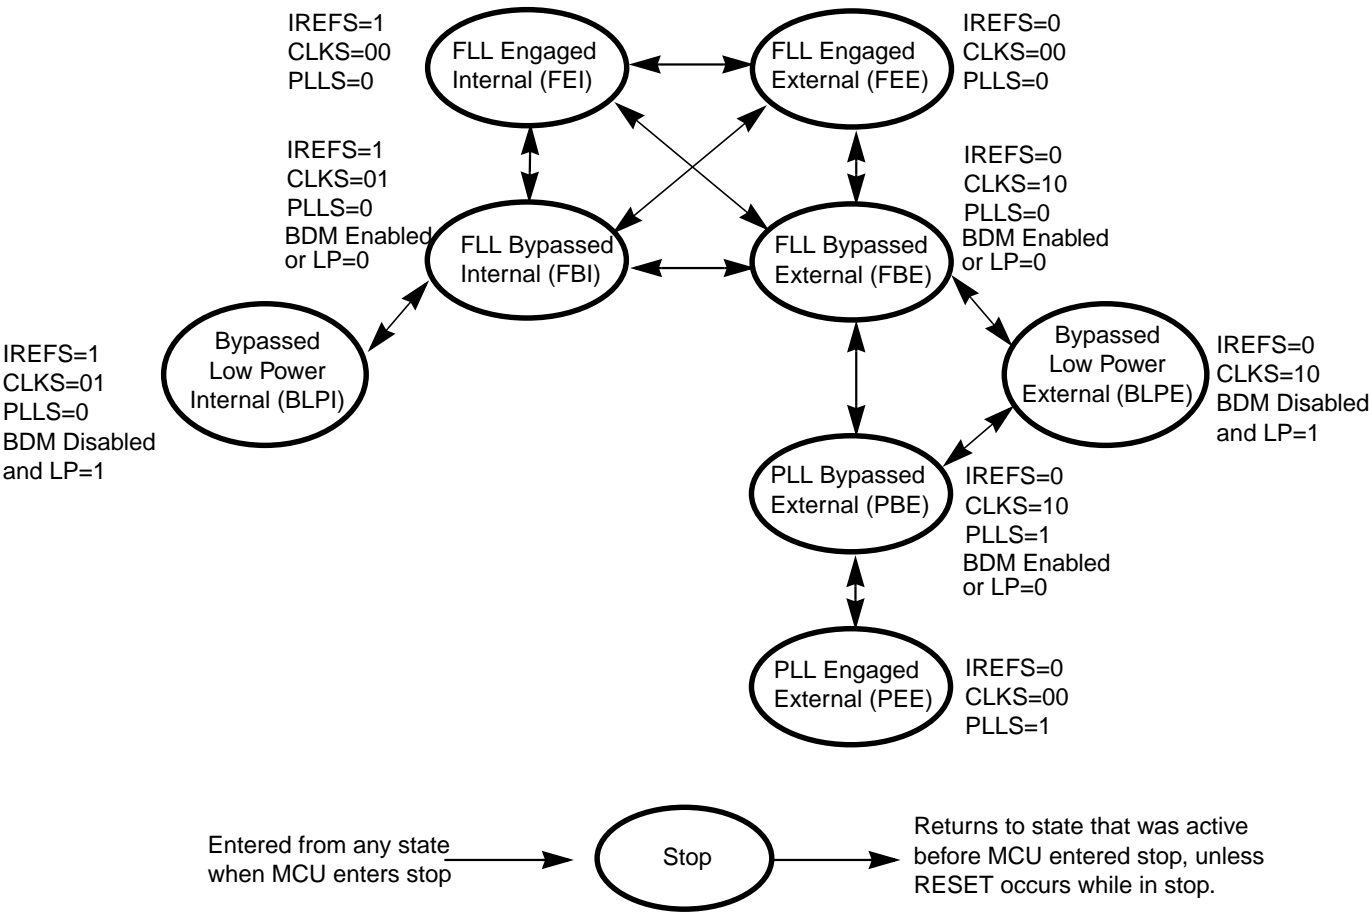 IREFS=1
CLKS=00
PLLS=0
FLL Engaged
Internal (FEI)
FLL Engaged
External (FEE)
IREFS=0
CLKS=00
PLLS=0
IREFS=1
CLKS=01
PLLS=0
BDM Enabled
or LP=0
FLL Bypassed
Internal (FBI)
FLL Bypassed
External (FBE)
IREFS=0
CLKS=10
PLLS=0
BDM Enabled
or LP=0
IREFS=1
CLKS=01
PLLS=0
BDM Disabled
and LP=1
Bypassed
Low Power
Internal (BLPI)
Bypassed
Low Power
External (BLPE)
IREFS=0
CLKS=10
BDM Disabled
and LP=1
PLL Bypassed
External (PBE)
IREFS=0
CLKS=10
PLLS=1
BDM Enabled
or LP=0
PLL Engaged
External (PEE)
IREFS=0
CLKS=00
PLLS=1
Entered from any state
when MCU enters stop
Stop
Returns to state that was active
before MCU entered stop, unless
RESET occurs while in stop.